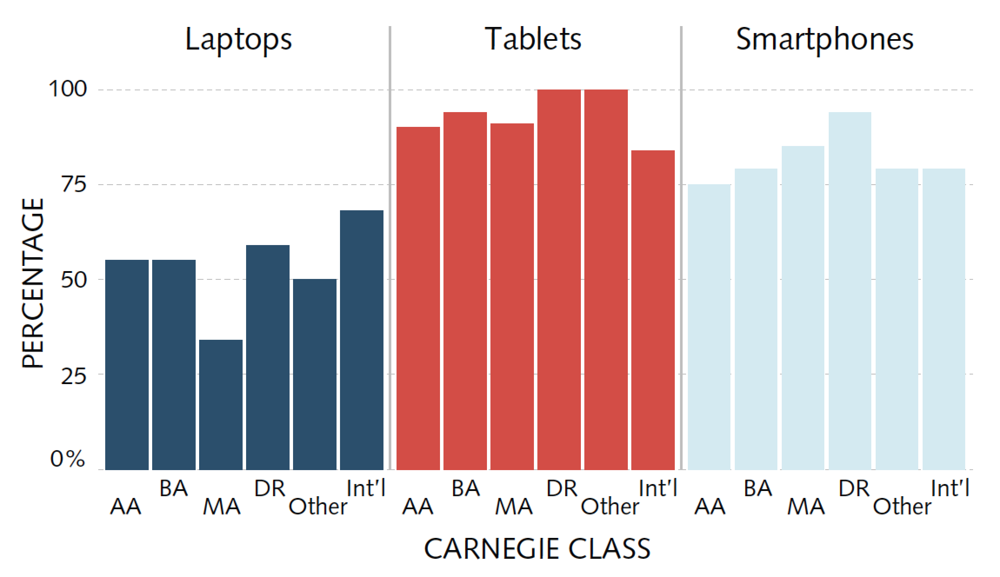 Laptops
Tablets
Smartphones
100
75
50
25
0%
PERCENTAGE
AA
BA
MA
DR
Other
Int'l
AA
BA
MA
DR
Other
Int'l
AA
BA
MA
DR
Other
Int'l
CARNEGIE CLASS